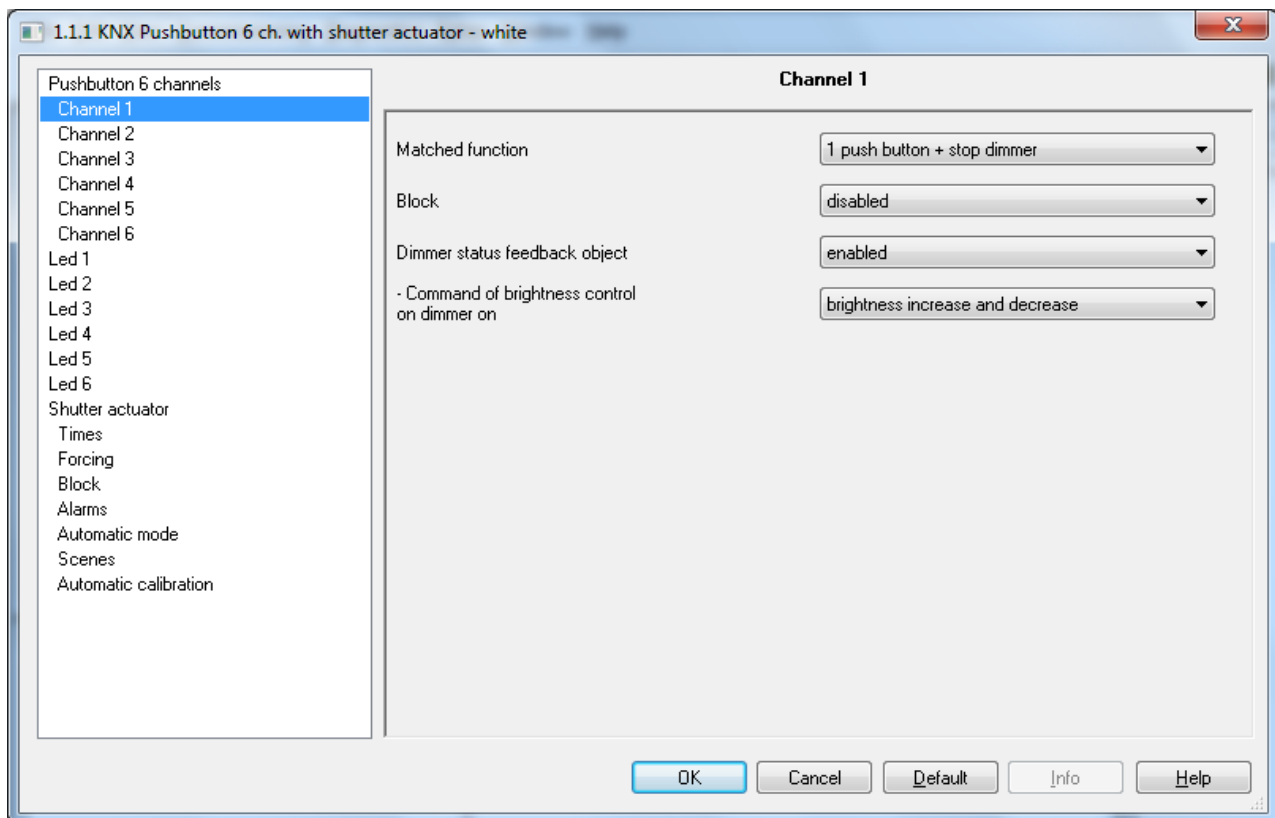 1.1.1 KNX Pushbutton 6 ch. with shutter actuator - white
Pushbutton 6 channels
Channel 1
Channel 2
Channel 3
Channel 4
Channel 5
Channel 6
Led 1
Led 2
Led 3
Led 4
Led 5
Led 6
Shutter actuator
Times
Forcing
Block
Alarms
Automatic mode
Scenes
Automatic calibration
Channel 1
Matched function
1 push button + stop dimmer
Block
disabled
Dimmer status feedback object
enabled
- Command of brightness control
on dimmer on
brightness increase and decrease
OK
Cancel
Default
Info
Help